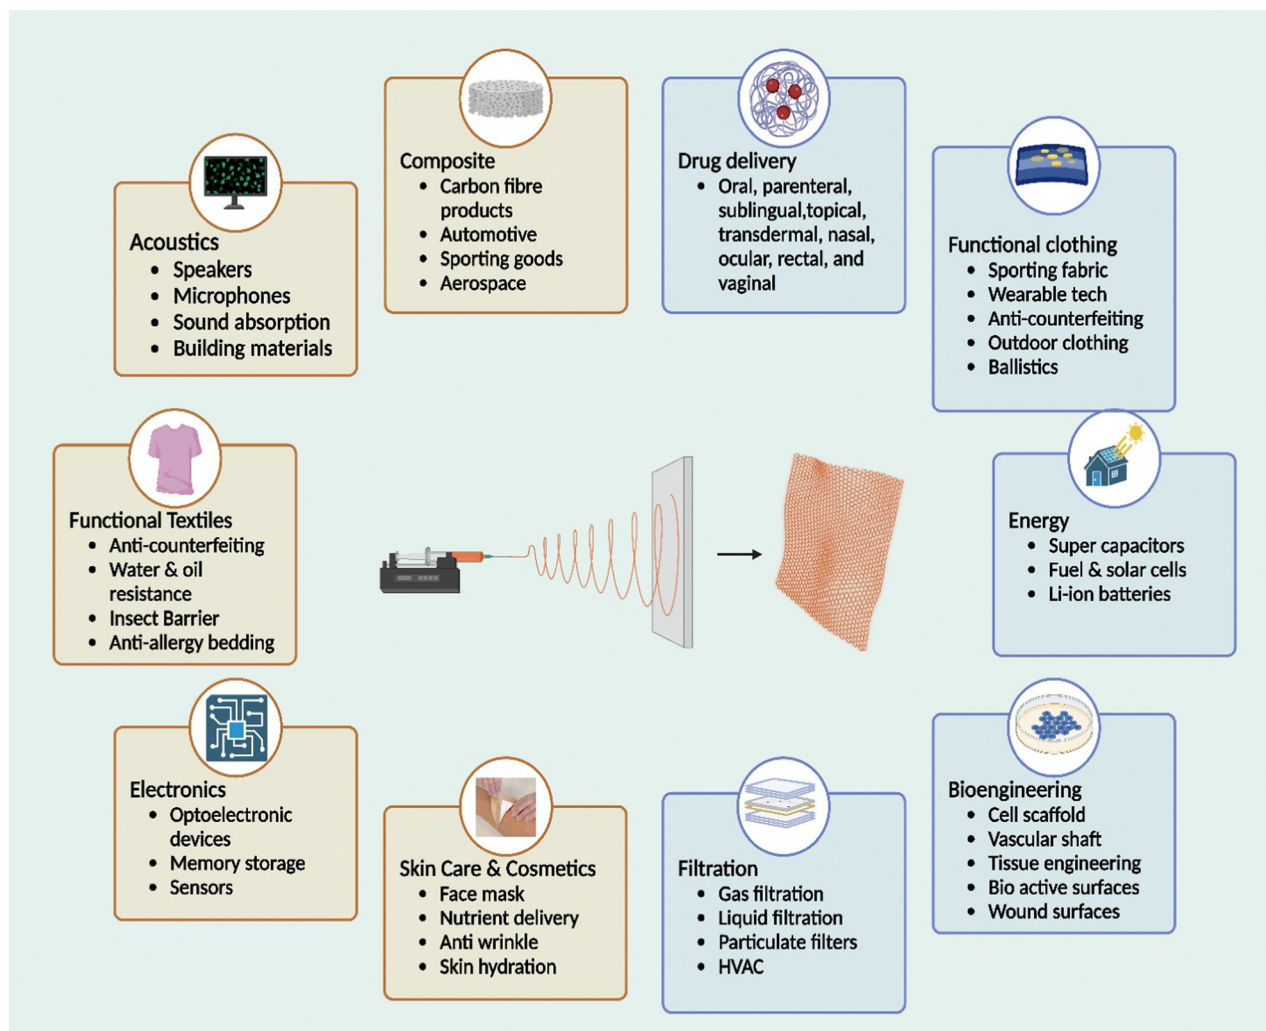 Composite
• Carbon fibre
products
• Automotive
• Sporting goods
• Aerospace
Drug delivery
• Oral, parenteral,
sublingual,topical,
transdermal, nasal,
ocular, rectal, and
vaginal
Acoustics
• Speakers
• Microphones
• Sound absorption
• Building materials
Functional clothing
• Sporting fabric
• Wearable tech
• Anti-counterfeiting
• Outdoor clothing
• Ballistics
Functional Textiles
• Anti-counterfeiting
• Water & oil
resistance
• Insect Barrier
• Anti-allergy bedding
Energy
• Super capacitors
• Fuel & solar cells
• Li-ion batteries
Electronics
• Optoelectronic
devices
• Memory storage
• Sensors
Skin Care & Cosmetics
• Face mask
• Nutrient delivery
• Anti wrinkle
• Skin hydration
Filtration
• Gas filtration
• Liquid filtration
• Particulate filters
• HVAC
Bioengineering
• Cell scaffold
• Vascular shaft
• Tissue engineering
• Bio active surfaces
• Wound surfaces